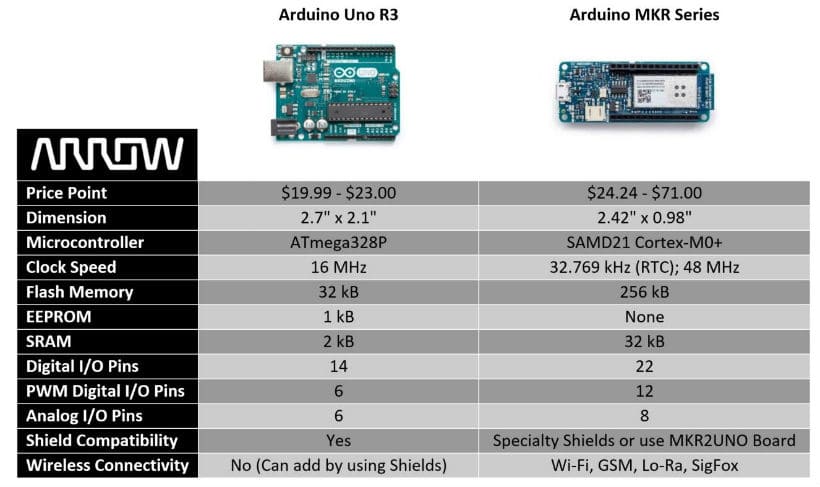 Arduino Uno R3 Arduino MKR Series
ARROW
Price Point $19.99 - $23.00 $24.24 - $71.00
Dimension 2.7" x 2.1" 2.42" x 0.98"
Microcontroller ATmega328P SAMD21 Cortex-M0+
Clock Speed 16 MHz 32.769 kHz (RTC); 48 MHz
Flash Memory 32 kB 256 kB
EEPROM 1 kB None
SRAM 2 kB 32 kB
Digital I/O Pins 14 22
PWM Digital I/O Pins 6 12
Analog I/O Pins 6 8
Shield Compatibility Yes Specialty Shields or use MKR2UNO Board
Wireless Connectivity No (Can add by using Shields) Wi-Fi, GSM, Lo-Ra, SigFox